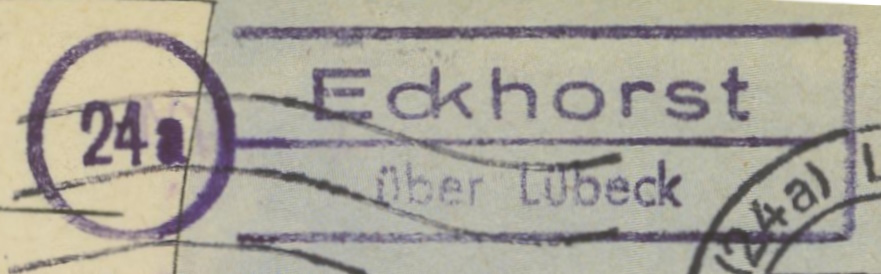 24a
Eckhorst
über Lübeck
(24a) L